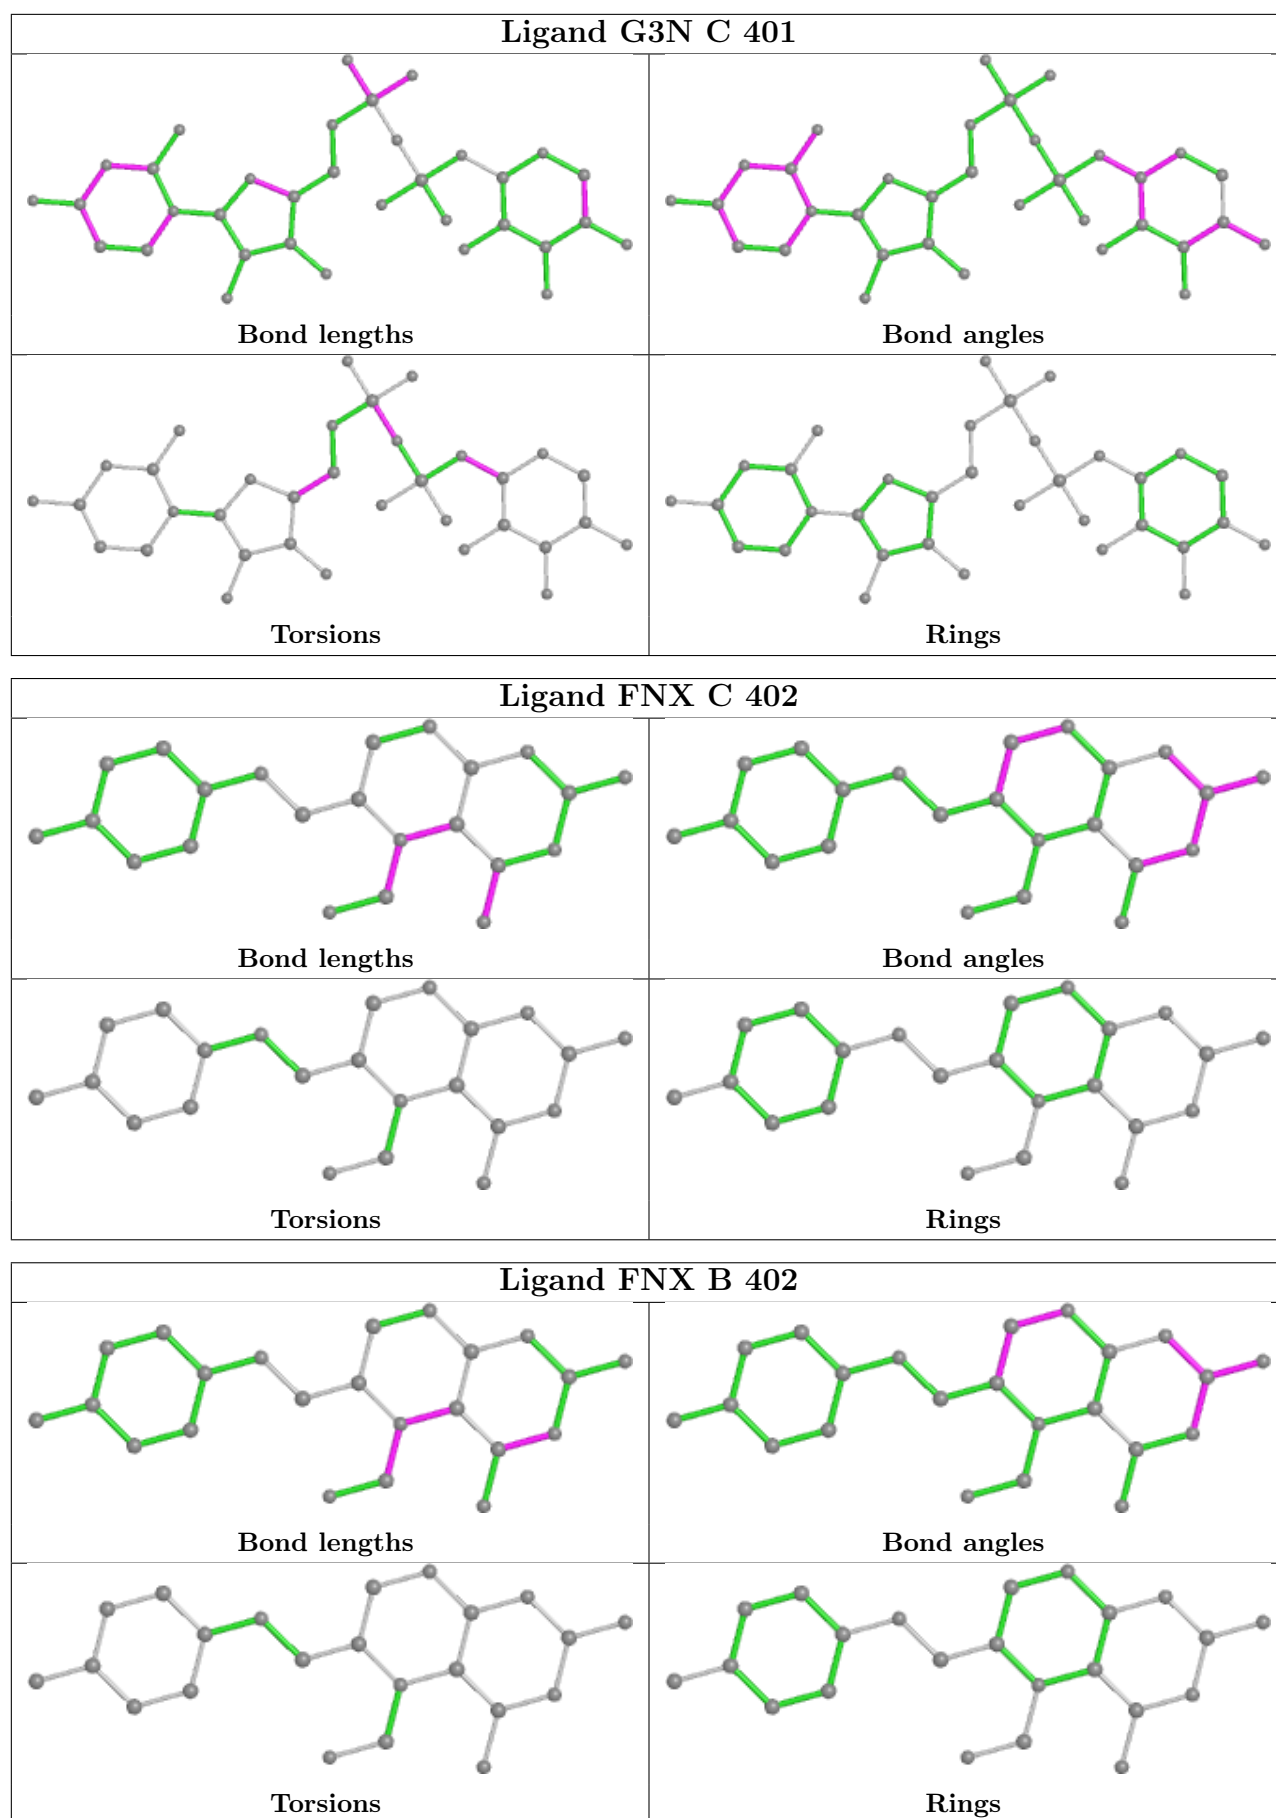 Ligand G3N C 401
Bond lengths
Bond angles
Torsions
Rings
Ligand FNX C 402
Bond lengths
Bond angles
Torsions
Rings
Ligand FNX B 402
Bond lengths
Bond angles
Torsions
Rings